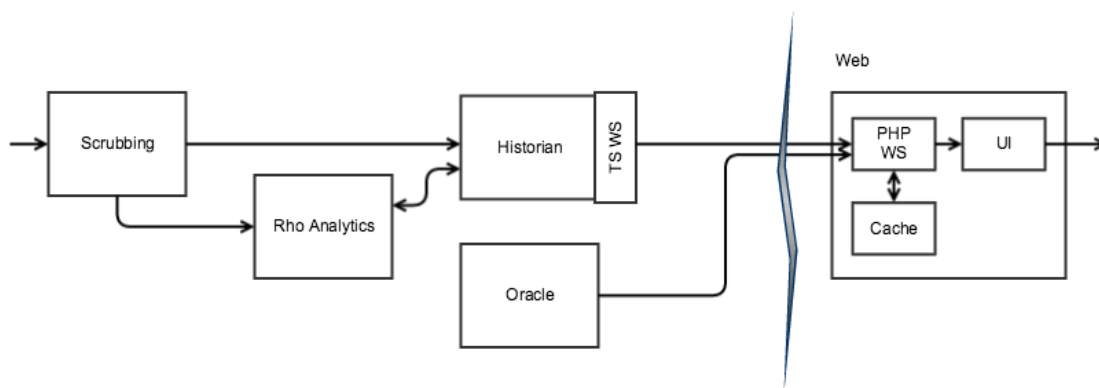 Web
Scrubbing
Historian
TS WS
PHP
WS
UI
Rho Analytics
Cache
Oracle